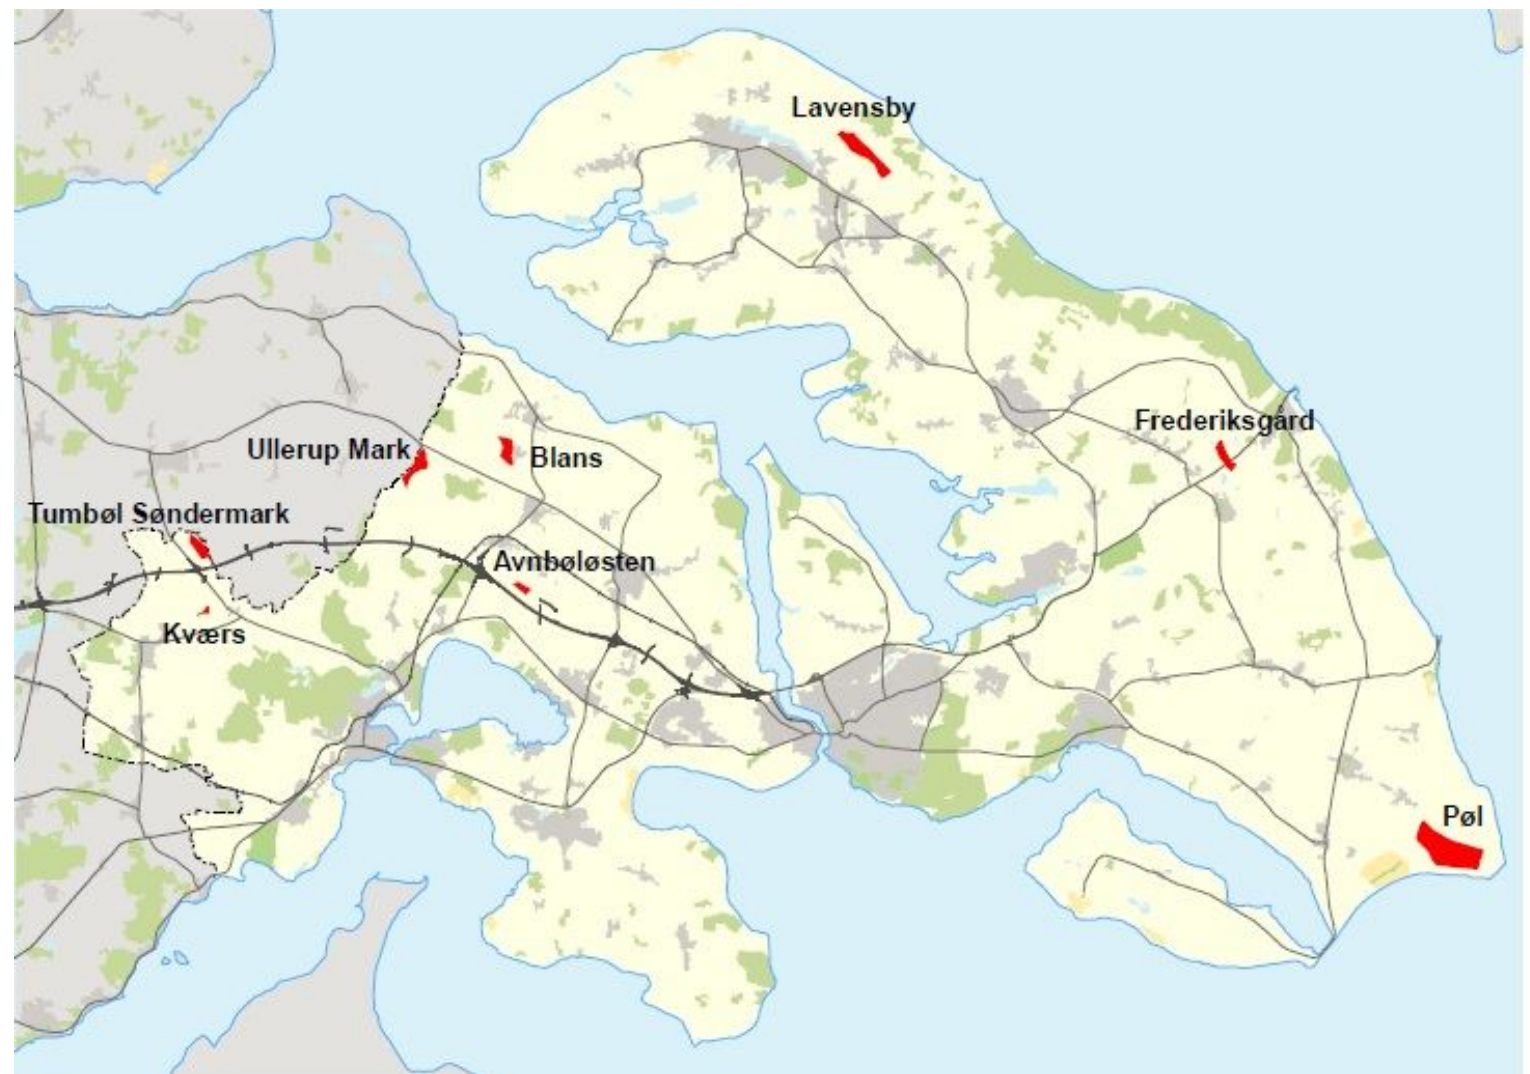 Lavensby
Frederiksgård
Ullerup Mark
Blans
Tumbøl Søndermark
Avnbøløsten
Kværs
Pøl